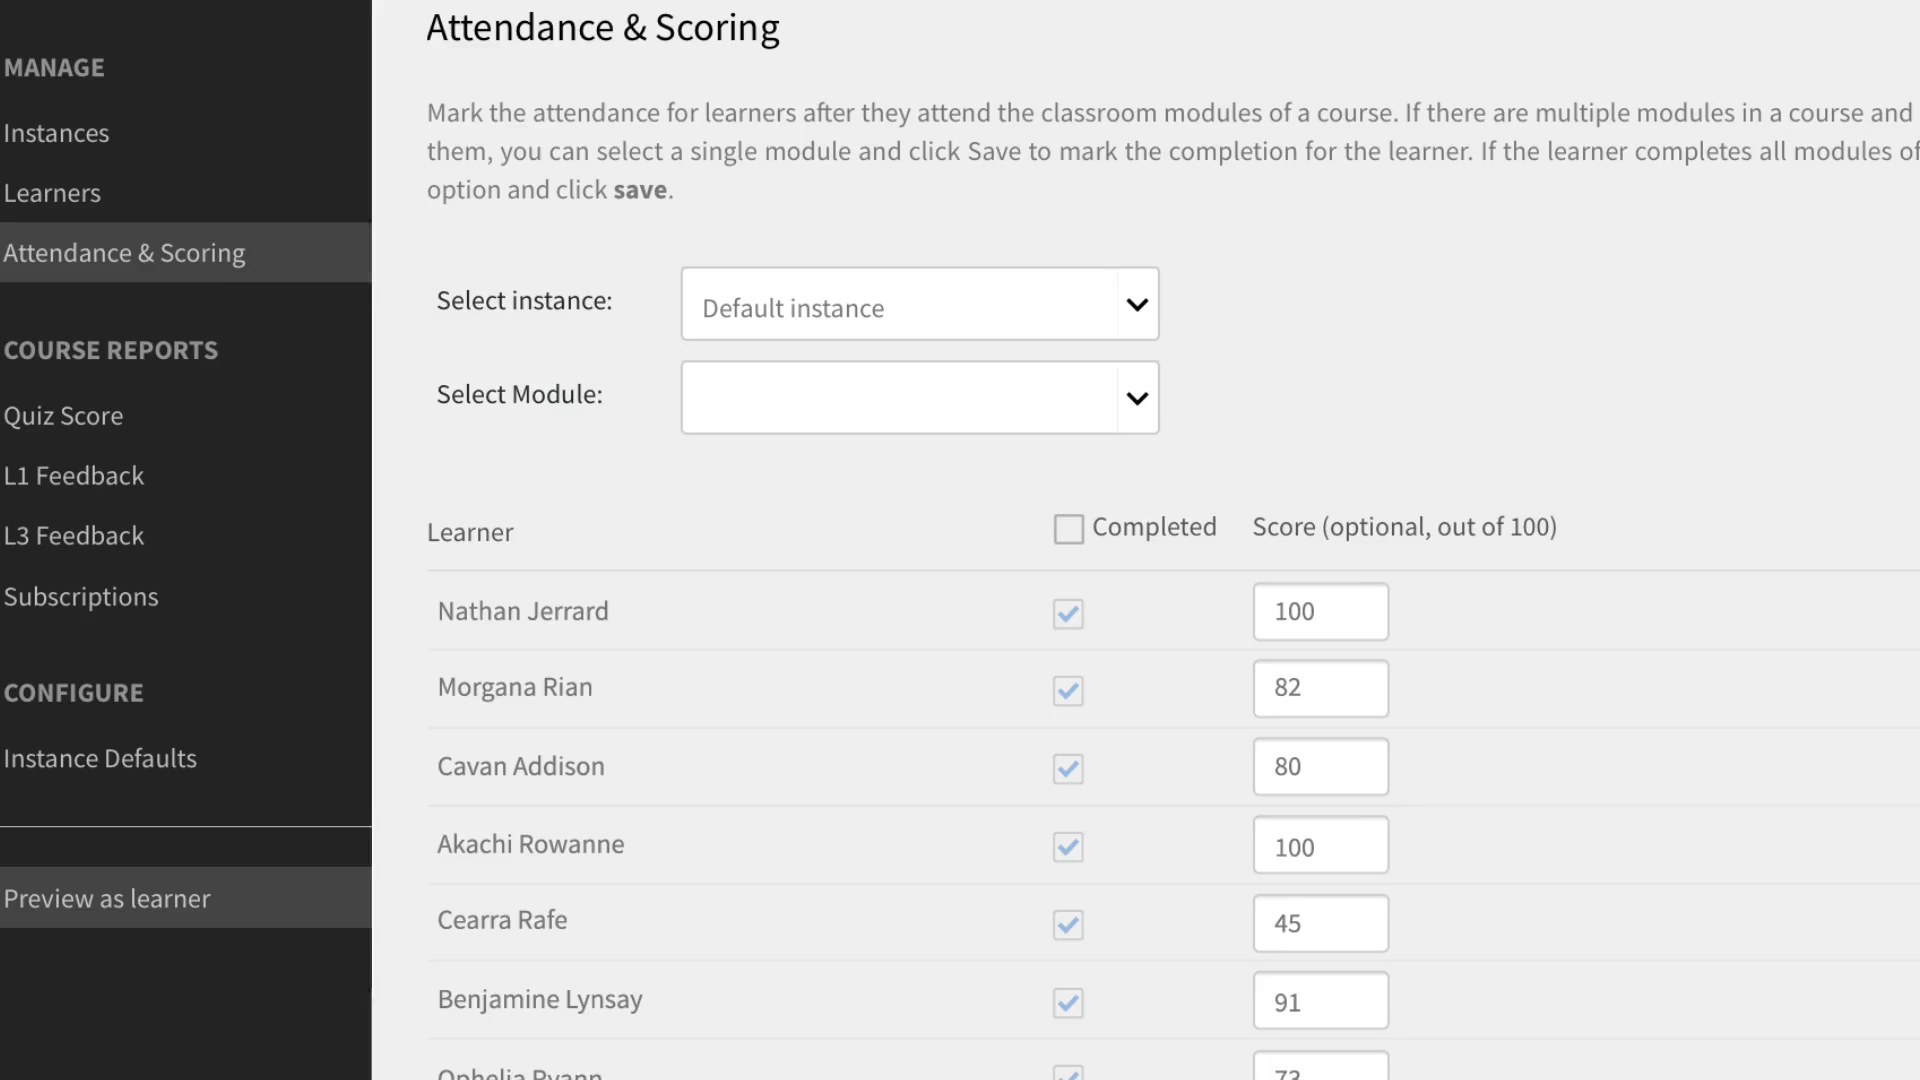 MANAGE
Instances
Learners
Attendance & Scoring
COURSE REPORTS
Quiz Score
L1 Feedback
L3 Feedback
Subscriptions
CONFIGURE
Instance Defaults
Preview as learner
Attendance & Scoring
Mark the attendance for learners after they attend the classroom modules of a course. If there are multiple modules in a course and
them, you can select a single module and click Save to mark the completion for the learner. If the learner completes all modules of
option and click save.
Select instance: Default instance
Select Module:
Learner Completed Score (optional, out of 100)
Nathan Jerrard 100
Morgana Rian 82
Cavan Addison 80
Akachi Rowanne 100
Cearra Rafe 45
Benjamine Lynsay 91
Ophelia Ryann 73